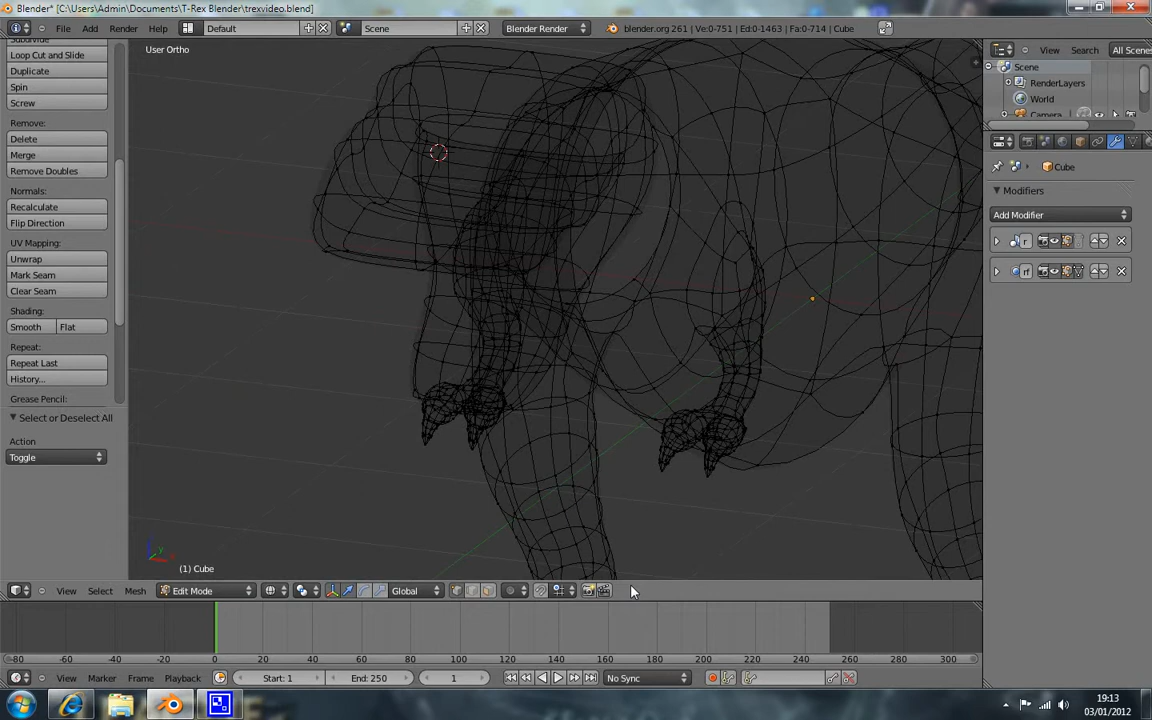 Blender* [C:\Users\Admin\Documents\T-Rex Blender\trexvideo.blend]
File Add Render Help Default Scene Blender Render blender.org 261 | Ve:0-751 | Ed:0-1463 | Fa:0-714 | Cube
User Ortho
View Search All Scenes
Loop Cut and Slide
Duplicate
Spin
Screw
Remove:
Delete
Merge
Remove Doubles
Normals:
Recalculate
Flip Direction
UV Mapping:
Unwrap
Mark Seam
Clear Seam
Shading:
Smooth Flat
Repeat:
Repeat Last
History...
Grease Pencil:
Select or Deselect All
Action
Toggle
Scene
RenderLayers
World
Camera
Cube
Modifiers
Add Modifier
r
rf
(1) Cube
View Select Mesh Edit Mode Global
-80 -60 -40 -20 0 20 40 60 80 100 120 140 160 180 200 220 240 260 280 300
View Marker Frame Playback Start: 1 End: 250 1 No Sync
19:13
03/01/2012